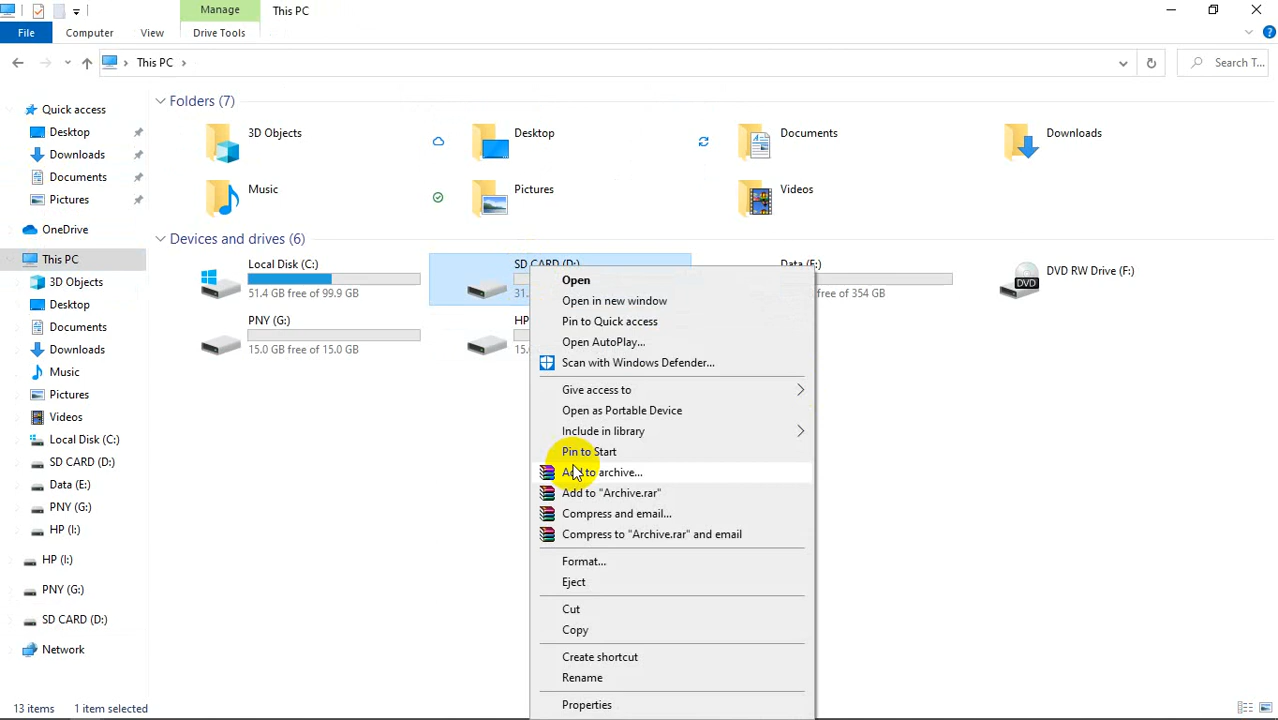 Manage
This PC
File
Computer
View
Drive Tools
This PC
Search T...
Quick access
Desktop
Downloads
Documents
Pictures
OneDrive
This PC
3D Objects
Desktop
Documents
Downloads
Music
Pictures
Videos
Local Disk (C:)
SD CARD (D:)
Data (E:)
PNY (G:)
HP (I:)
HP (I:)
PNY (G:)
SD CARD (D:)
Network
Folders (7)
3D Objects
Desktop
Documents
Downloads
Music
Pictures
Videos
Devices and drives (6)
Local Disk (C:)
51.4 GB free of 99.9 GB
SD CARD (D:)
31.
Data (E:)
free of 354 GB
DVD RW Drive (F:)
DVD
PNY (G:)
15.0 GB free of 15.0 GB
HP
15.
Open
Open in new window
Pin to Quick access
Open AutoPlay...
Scan with Windows Defender...
Give access to
Open as Portable Device
Include in library
Pin to Start
Add to archive...
Add to "Archive.rar"
Compress and email...
Compress to "Archive.rar" and email
Format...
Eject
Cut
Copy
Create shortcut
Rename
Properties
13 items
1 item selected